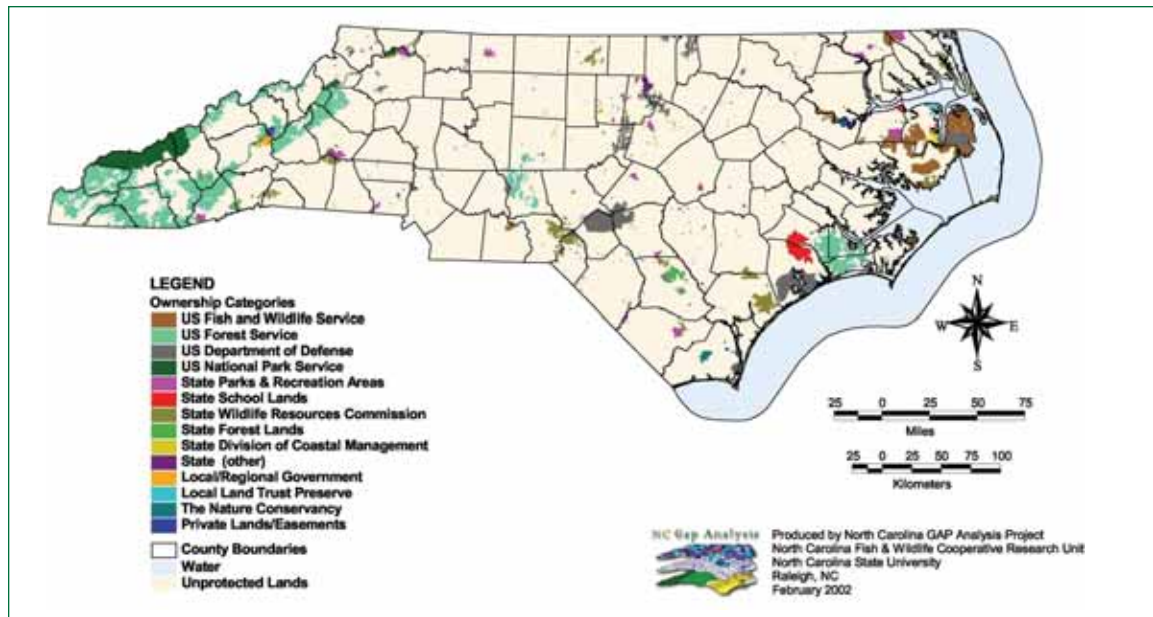 LEGEND
Ownership Categories
US Fish and Wildlife Service
US Forest Service
US Department of Defense
US National Park Service
State Parks & Recreation Areas
State School Lands
State Wildlife Resources Commission
State Forest Lands
State Division of Coastal Management
State (other)
Local/Regional Government
Local Land Trust Preserve
The Nature Conservancy
Private Lands/Easements
County Boundaries
Water
Unprotected Lands
N
W E
S
25 0 25 50 75
Miles
25 0 25 50 75 100
Kilometers
NC Gap Analysis
Produced by North Carolina GAP Analysis Project
North Carolina Fish & Wildlife Cooperative Research Unit
North Carolina State University
Raleigh, NC
February 2002